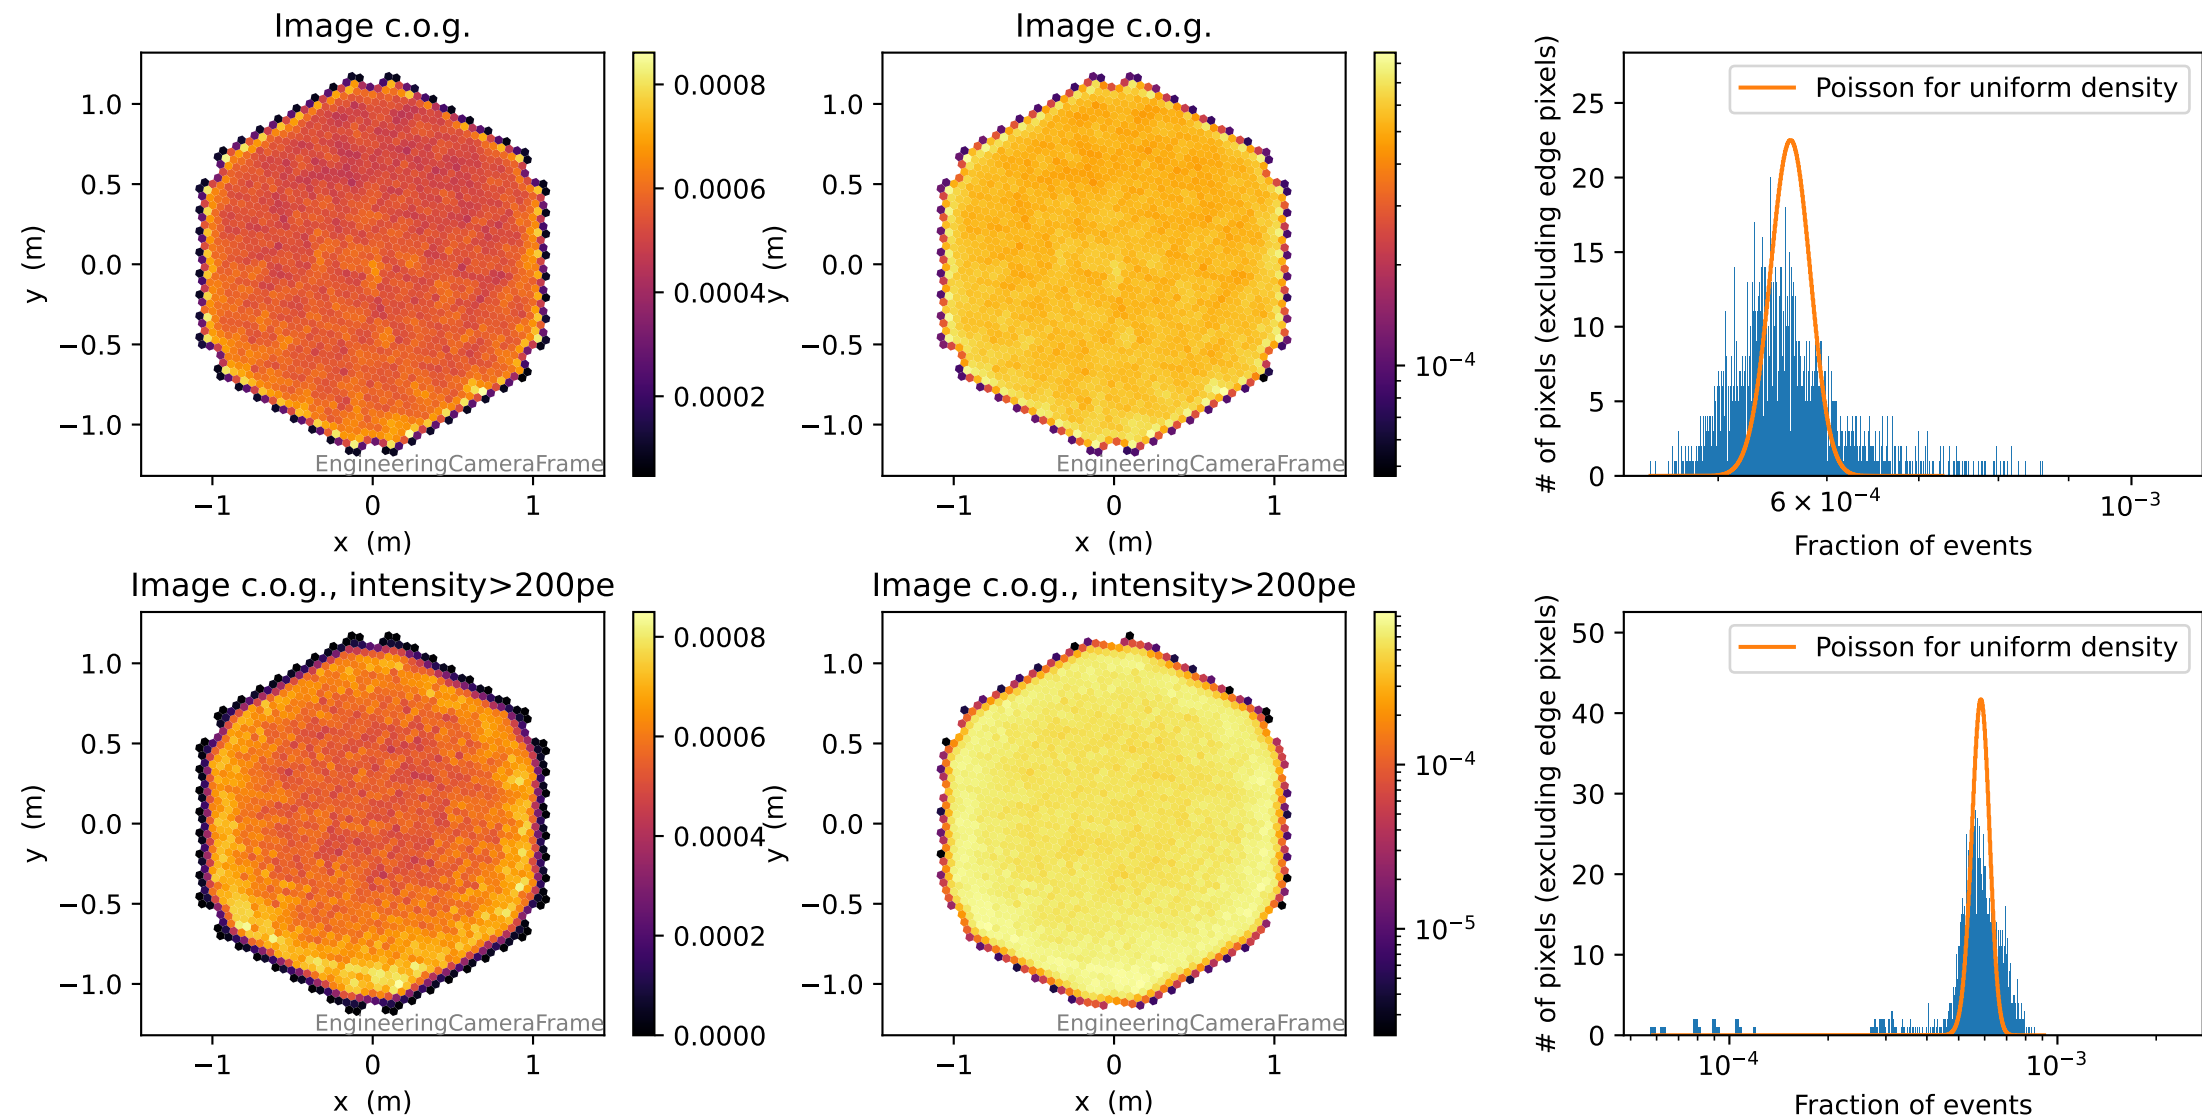 Image c.o.g.
1.0
0.5
0.0
−0.5
−1.0
y (m)
−1 0 1
x (m)
EngineeringCameraFrame
0.0008
0.0006
0.0004
0.0002
Image c.o.g.
1.0
0.5
0.0
−0.5
−1.0
y (m)
−1 0 1
x (m)
EngineeringCameraFrame
10⁻⁴
# of pixels (excluding edge pixels)
25
20
15
10
5
0
Poisson for uniform density
6 × 10⁻⁴ 10⁻³
Fraction of events
Image c.o.g., intensity>200pe
1.0
0.5
0.0
−0.5
−1.0
y (m)
−1 0 1
x (m)
EngineeringCameraFrame
0.0008
0.0006
0.0004
0.0002
0.0000
Image c.o.g., intensity>200pe
1.0
0.5
0.0
−0.5
−1.0
y (m)
−1 0 1
x (m)
EngineeringCameraFrame
10⁻⁴
10⁻⁵
# of pixels (excluding edge pixels)
50
40
30
20
10
0
Poisson for uniform density
10⁻⁴ 10⁻³
Fraction of events